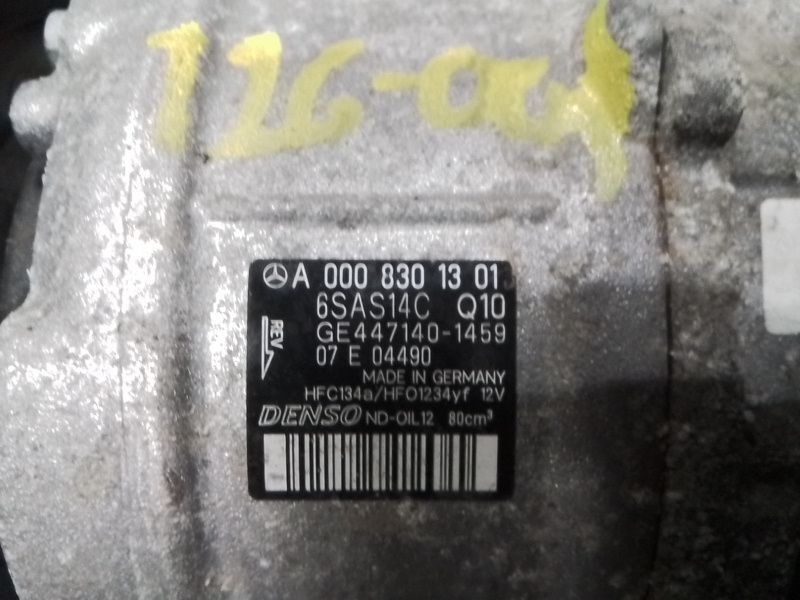 126-004
A 000 830 13 01
6SAS14C Q10
GE447140-1459
REV
07 E 04490
MADE IN GERMANY
HFC134a/HFO1234yf 12V
DENSO ND-OIL12 80cm³